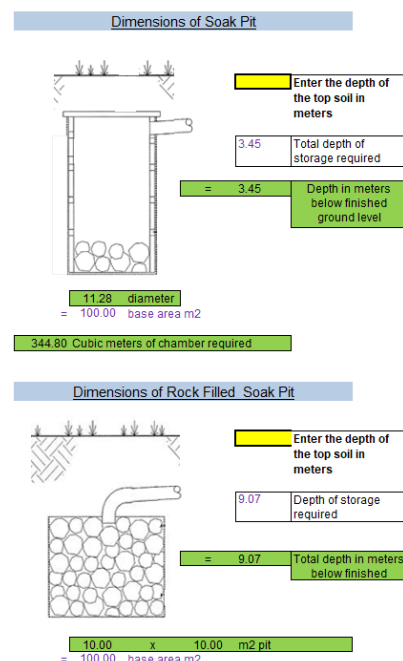 Dimensions of Soak Pit
Enter the depth of
the top soil in
meters
3.45 Total depth of
storage required
= 3.45 Depth in meters
below finished
ground level
11.28 diameter
= 100.00 base area m2
344.80 Cubic meters of chamber required
Dimensions of Rock Filled Soak Pit
Enter the depth of
the top soil in
meters
9.07 Depth of storage
required
= 9.07 Total depth in meters
below finished
10.00 x 10.00 m2 pit
= 100.00 base area m2